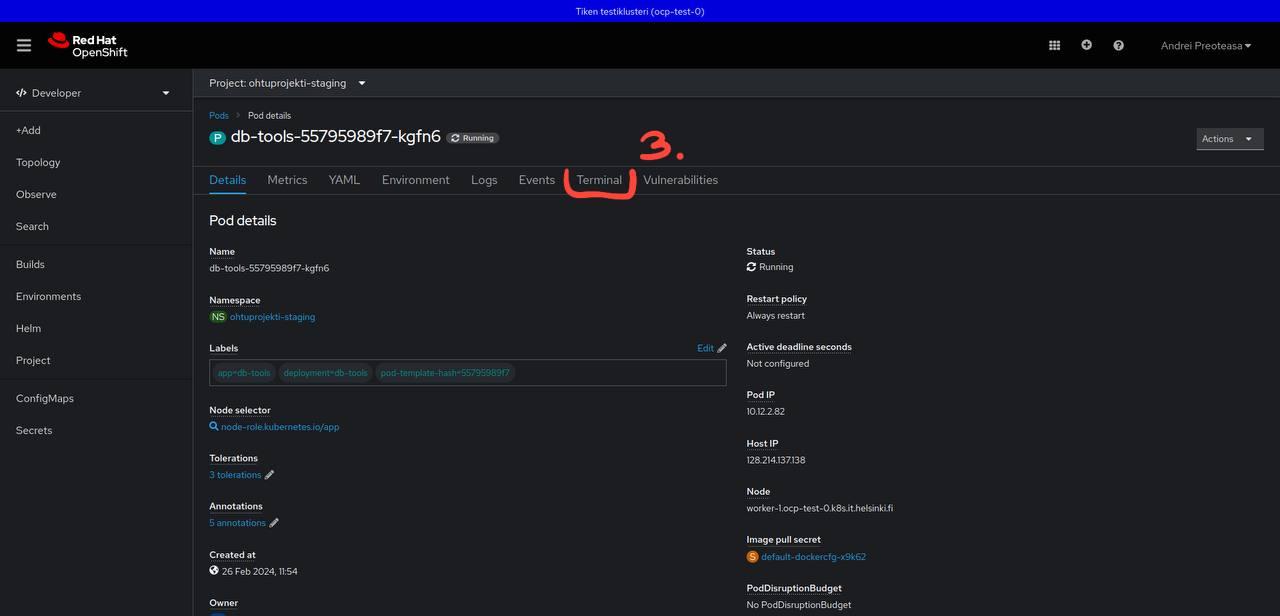 Tiken testiklusteri (ocp-test-0)
Red Hat
OpenShift
Andrei Preoteasa
Developer
+Add
Topology
Observe
Search
Builds
Environments
Helm
Project
ConfigMaps
Secrets
Project: ohtuprojekti-staging
Pods Pod details
P db-tools-55795989f7-kgfn6 Running
3.
Actions
Details Metrics YAML Environment Logs Events Terminal Vulnerabilities
Pod details
Name
db-tools-55795989f7-kgfn6
Namespace
NS ohtuprojekti-staging
Labels Edit
app=db-tools deployment=db-tools pod-template-hash=55795989f7
Node selector
node-role.kubernetes.io/app
Tolerations
3 tolerations
Annotations
5 annotations
Created at
26 Feb 2024, 11:54
Owner
Status
Running
Restart policy
Always restart
Active deadline seconds
Not configured
Pod IP
10.12.2.82
Host IP
128.214.137.138
Node
worker-1.ocp-test-0.k8s.it.helsinki.fi
Image pull secret
S default-dockercfg-x9k62
PodDisruptionBudget
No PodDisruptionBudget